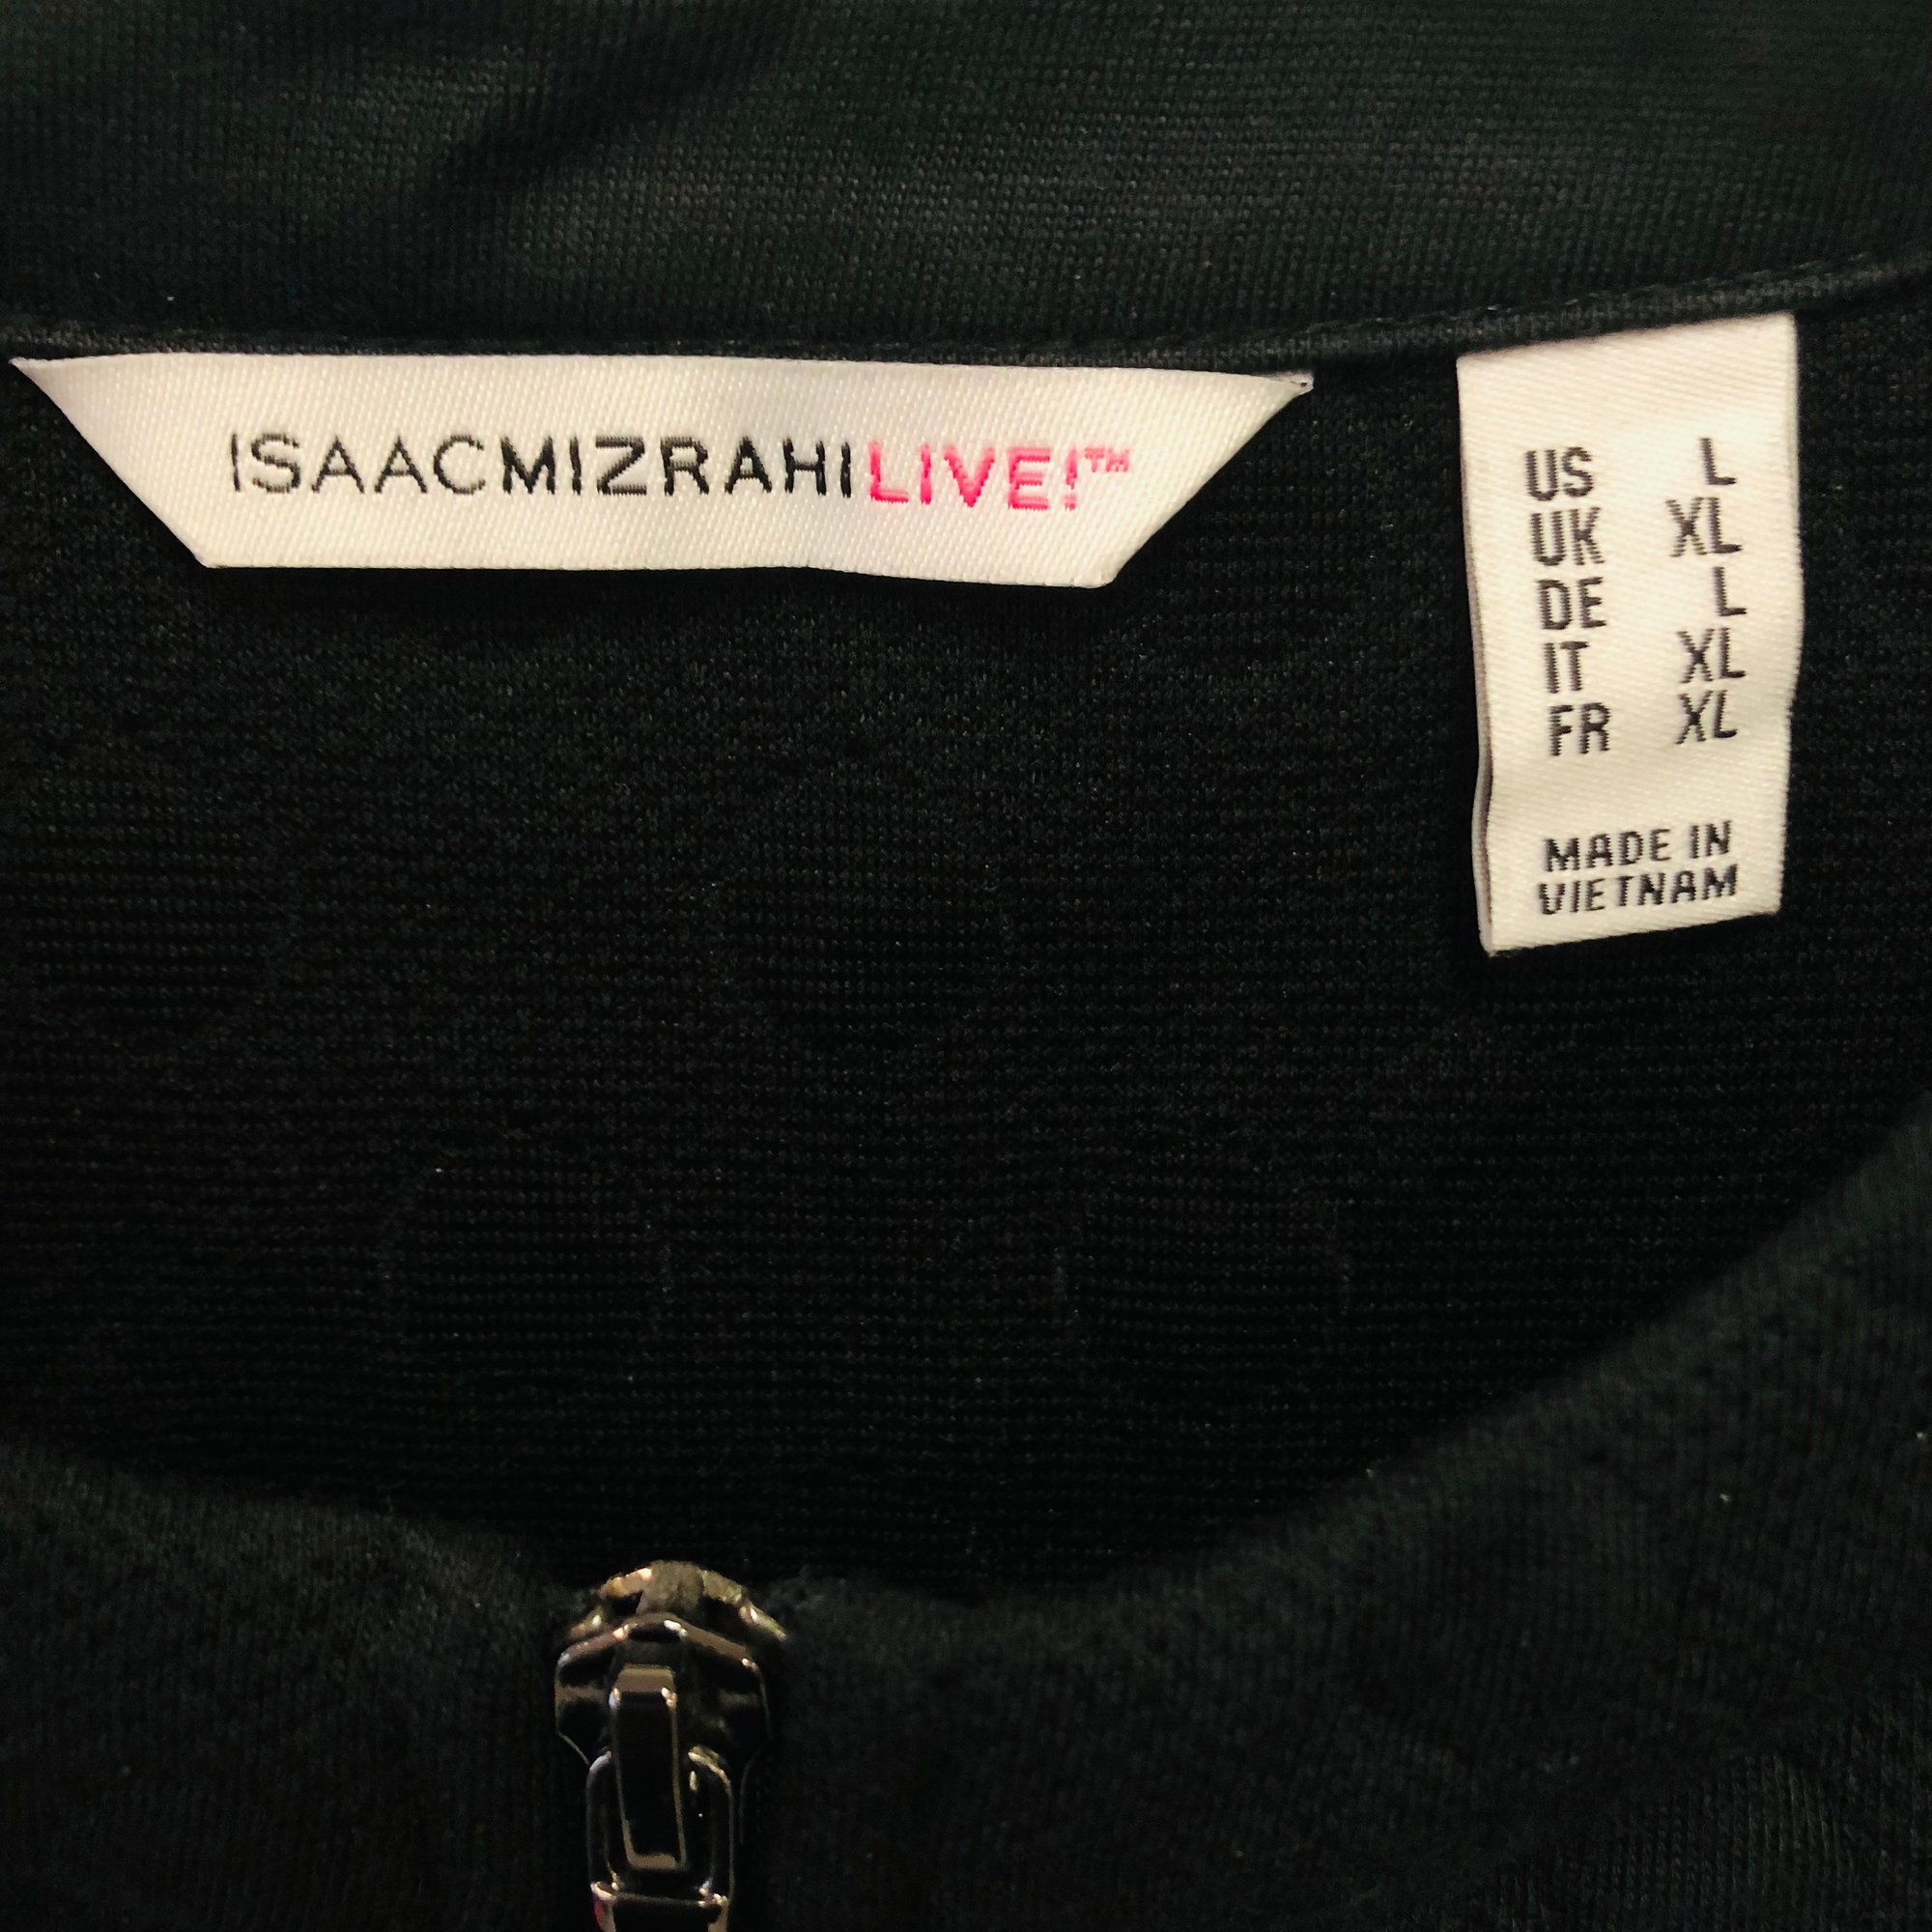 ISAACMIZRAHILIVE!™
US L
UK XL
DE L
IT XL
FR XL
MADE IN
VIETNAM